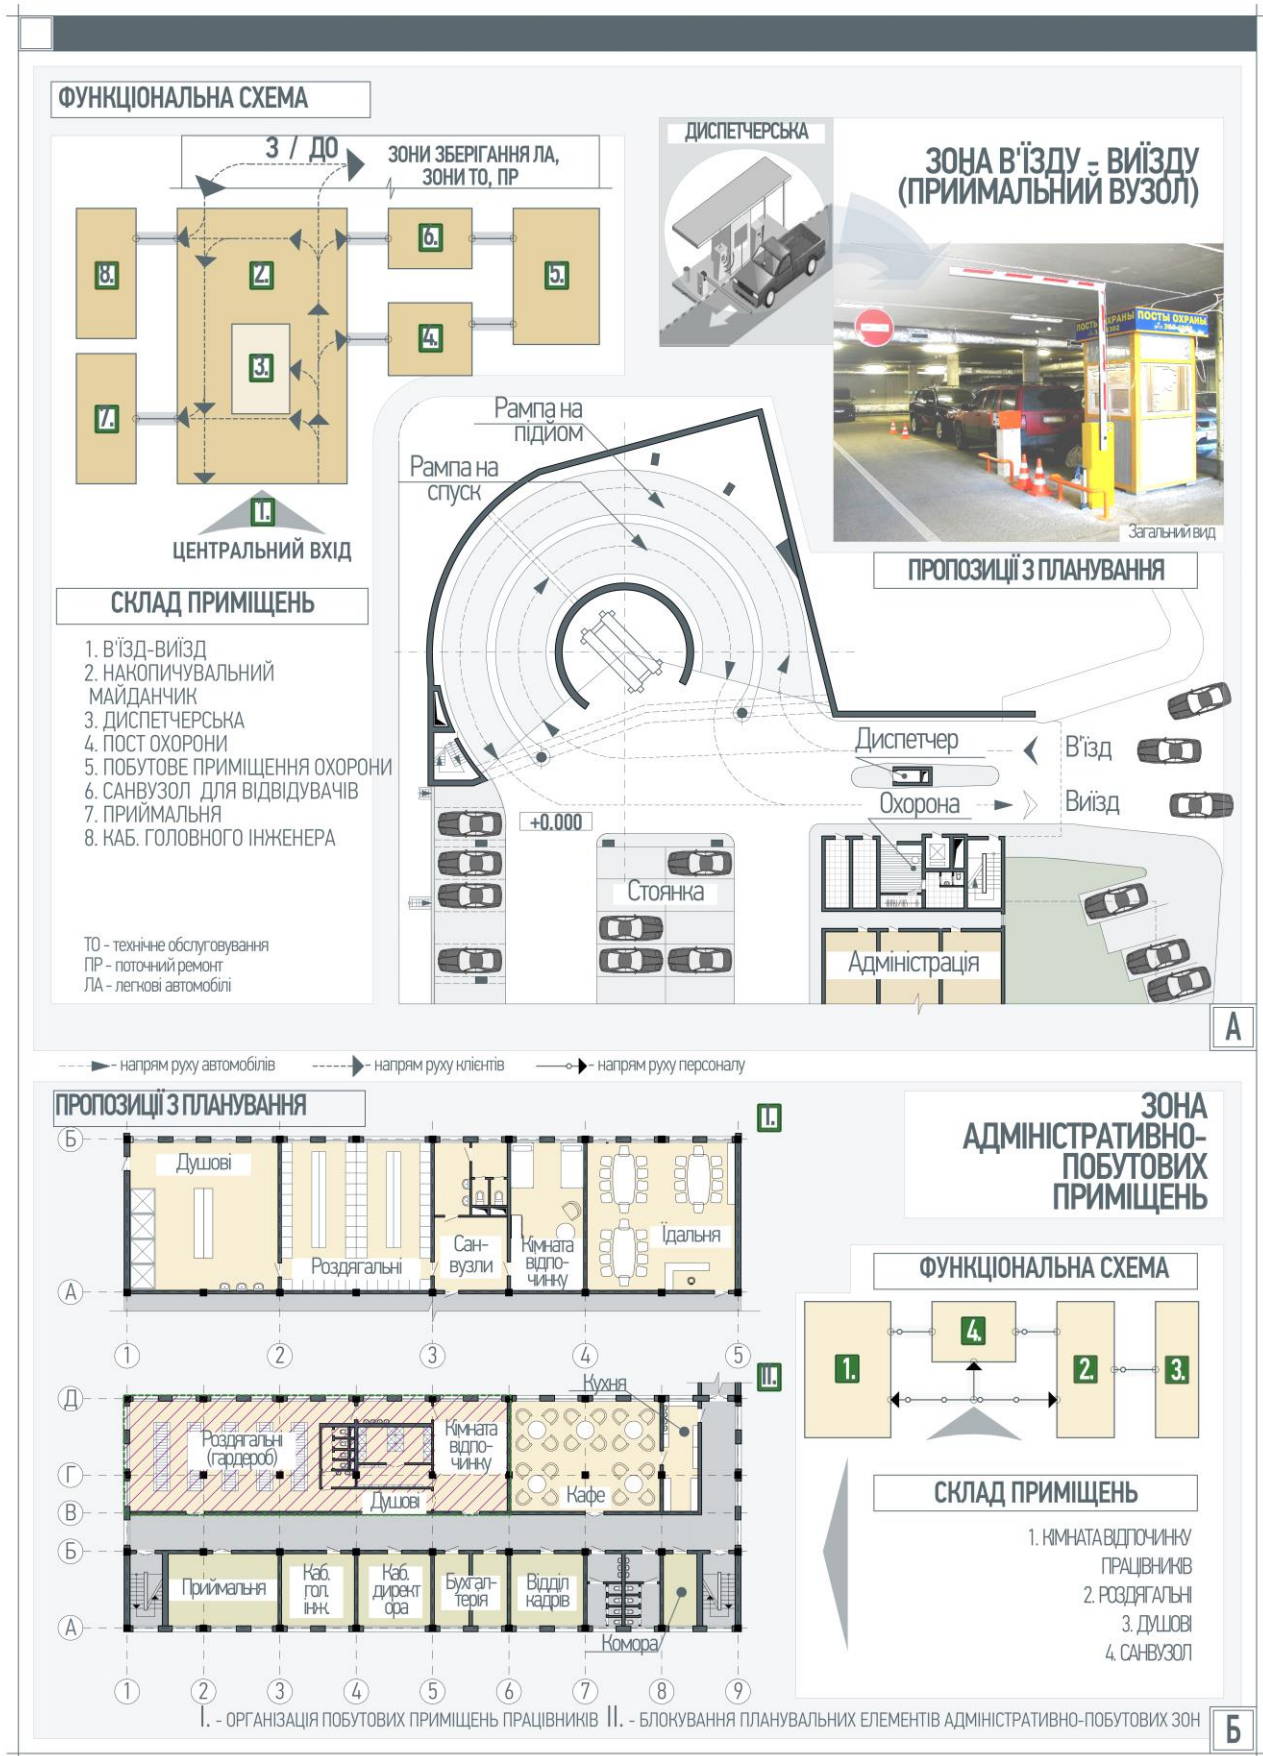 ФУНКЦІОНАЛЬНА СХЕМА
З / ДО
ЗОНИ ЗБЕРІГАННЯ ЛА,
ЗОНИ ТО, ПР
8.
2.
6.
5.
4.
3.
7.
1.
ЦЕНТРАЛЬНИЙ ВХІД
СКЛАД ПРИМІЩЕНЬ
1. В'ЇЗД-ВИЇЗД
2. НАКОПИЧУВАЛЬНИЙ
МАЙДАНЧИК
3. ДИСПЕТЧЕРСЬКА
4. ПОСТ ОХОРОНИ
5. ПОБУТОВЕ ПРИМІЩЕННЯ ОХОРОНИ
6. САНВУЗОЛ ДЛЯ ВІДВІДУВАЧІВ
7. ПРИЙМАЛЬНЯ
8. КАБ. ГОЛОВНОГО ІНЖЕНЕРА
ТО - технічне обслуговування
ПР - поточний ремонт
ЛА - легкові автомобілі
ДИСПЕТЧЕРСЬКА
ЗОНА В'ЇЗДУ - ВИЇЗДУ
(ПРИЙМАЛЬНИЙ ВУЗОЛ)
ПОСТЫ ОХРАНЫ
Загальний вид
ПРОПОЗИЦІЇ З ПЛАНУВАННЯ
Рампа на
підйом
Рампа на
спуск
Диспетчер
В'їзд
Охорона
Виїзд
+0.000
Стоянка
Адміністрація
А
- напрям руху автомобілів
- напрям руху клієнтів
- напрям руху персоналу
ПРОПОЗИЦІЇ З ПЛАНУВАННЯ
I.
Б
Душові
Роздягальні
Сан-
вузли
Кімната
відпо-
чинку
Їдальня
А
1 2 3 4 5
II.
Кухня
Д
Роздягальні
(гардероб)
Кімната
відпо-
чинку
Г
Душові
Кафе
В
Б
Приймальня
Каб.
гол.
інж.
Каб.
директ
ора
Бухгал-
терія
Відділ
кадрів
А
Комора
1 2 3 4 5 6 7 8 9
ЗОНА
АДМІНІСТРАТИВНО-
ПОБУТОВИХ
ПРИМІЩЕНЬ
ФУНКЦІОНАЛЬНА СХЕМА
1.
4.
2.
3.
СКЛАД ПРИМІЩЕНЬ
1. КІМНАТА ВІДПОЧИНКУ
ПРАЦІВНИКІВ
2. РОЗДЯГАЛЬНІ
3. ДУШОВІ
4. САНВУЗОЛ
I. - ОРГАНІЗАЦІЯ ПОБУТОВИХ ПРИМІЩЕНЬ ПРАЦІВНИКІВ II. - БЛОКУВАННЯ ПЛАНУВАЛЬНИХ ЕЛЕМЕНТІВ АДМІНІСТРАТИВНО-ПОБУТОВИХ ЗОН
Б